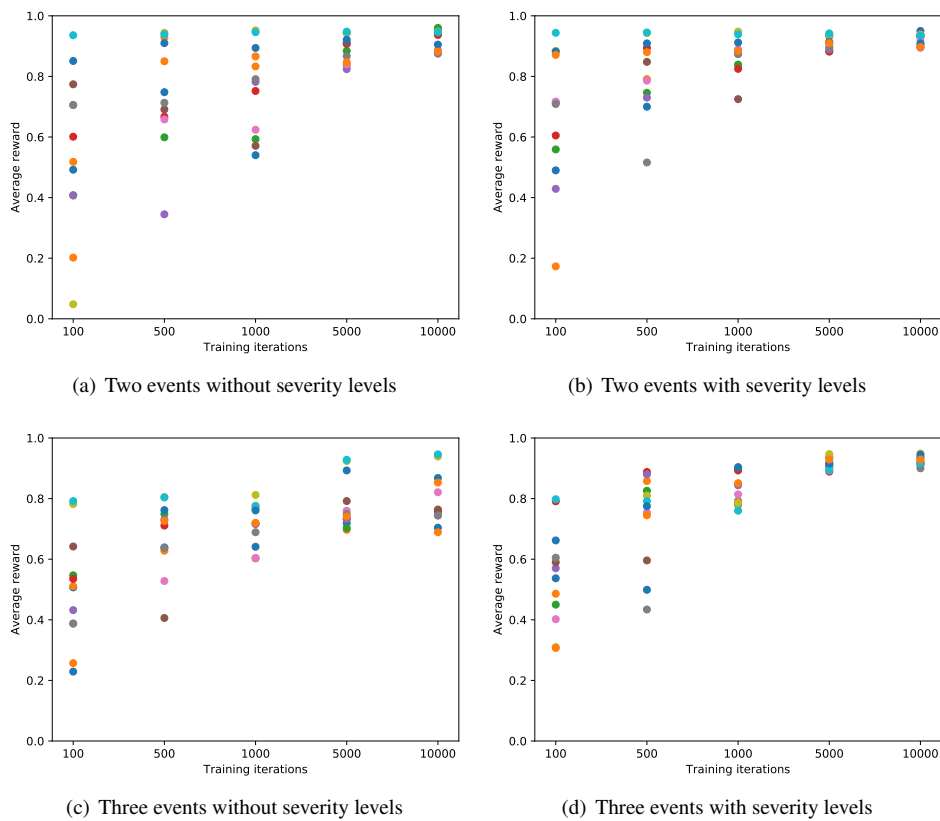 1.0
0.8
0.6
0.4
0.2
0.0
Average reward
100 500 1000 5000 10000
Training iterations
(a) Two events without severity levels
1.0
0.8
0.6
0.4
0.2
0.0
Average reward
100 500 1000 5000 10000
Training iterations
(b) Two events with severity levels
1.0
0.8
0.6
0.4
0.2
0.0
Average reward
100 500 1000 5000 10000
Training iterations
(c) Three events without severity levels
1.0
0.8
0.6
0.4
0.2
0.0
Average reward
100 500 1000 5000 10000
Training iterations
(d) Three events with severity levels